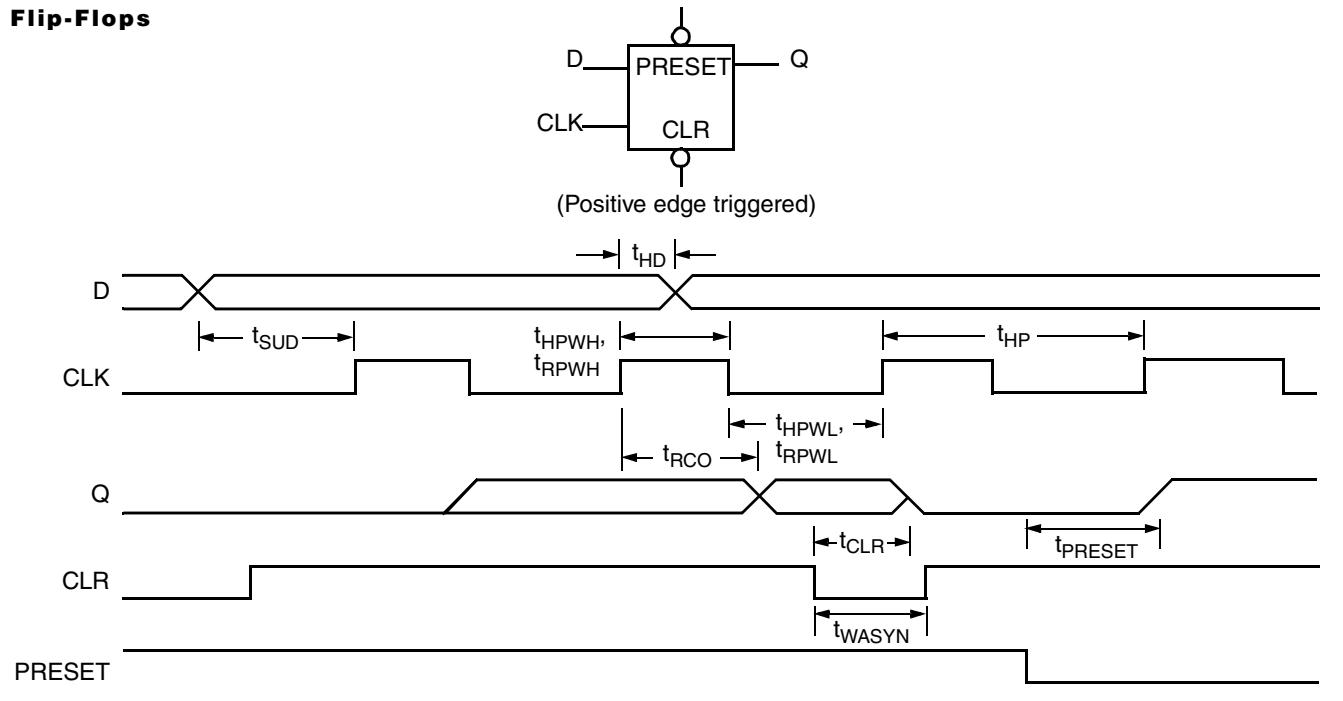 Flip-Flops
D
PRESET
Q
CLK
CLR
(Positive edge triggered)
tHD
D
tSUD
tHPWH,
tRPWH
tHP
CLK
tHPWL,
tRPWL
tRCO
Q
tCLR
tPRESET
CLR
tWASYN
PRESET